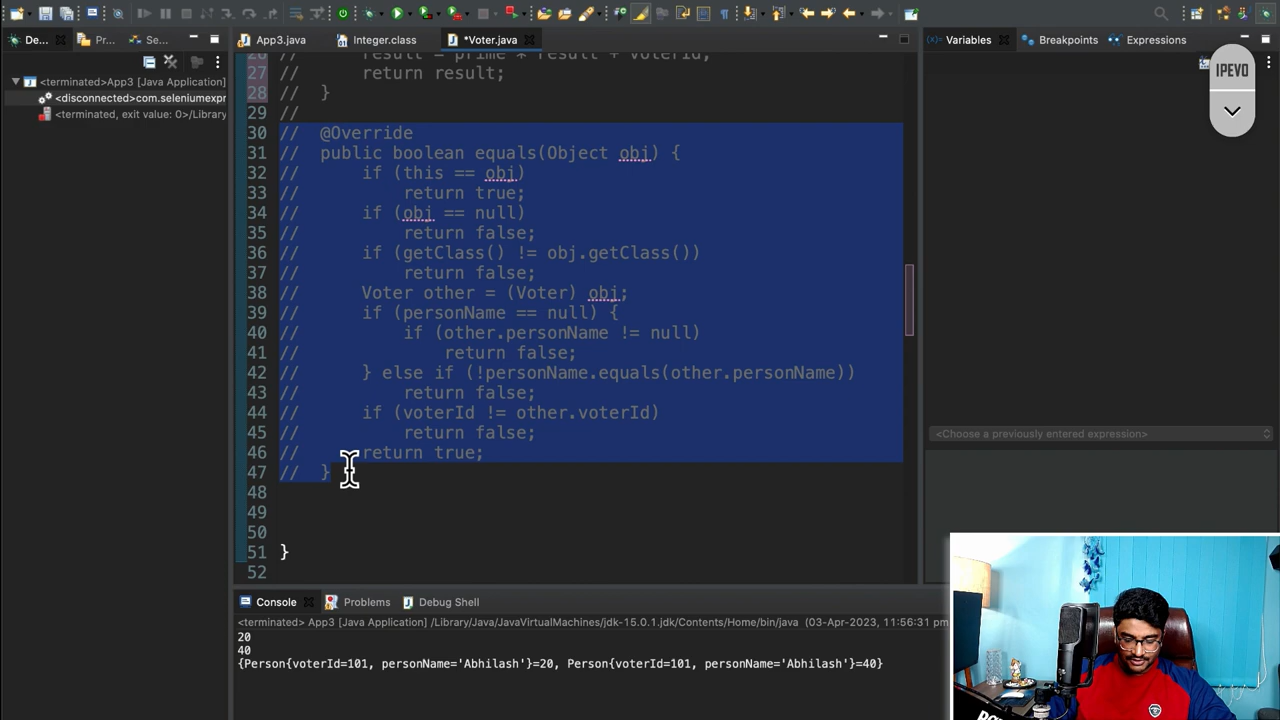 De...
Pr...
Se...
App3.java
Integer.class
*Voter.java
Variables
Breakpoints
Expressions
IPEVO
<terminated>App3 [Java Application]
<disconnected>com.seleniumexpr
<terminated, exit value: 0>/Library
26 // result = prime * result + voterId;
27 // return result;
28 // }
29 //
30 // @Override
31 // public boolean equals(Object obj) {
32 // if (this == obj)
33 // return true;
34 // if (obj == null)
35 // return false;
36 // if (getClass() != obj.getClass())
37 // return false;
38 // Voter other = (Voter) obj;
39 // if (personName == null) {
40 // if (other.personName != null)
41 // return false;
42 // } else if (!personName.equals(other.personName))
43 // return false;
44 // if (voterId != other.voterId)
45 // return false;
46 // return true;
47 // }
48
49
50
51 }
52
<Choose a previously entered expression>
Console
Problems
Debug Shell
<terminated> App3 [Java Application] /Library/Java/JavaVirtualMachines/jdk-15.0.1.jdk/Contents/Home/bin/java (03-Apr-2023, 11:56:31 pm
20
40
{Person{voterId=101, personName='Abhilash'}=20, Person{voterId=101, personName='Abhilash'}=40}